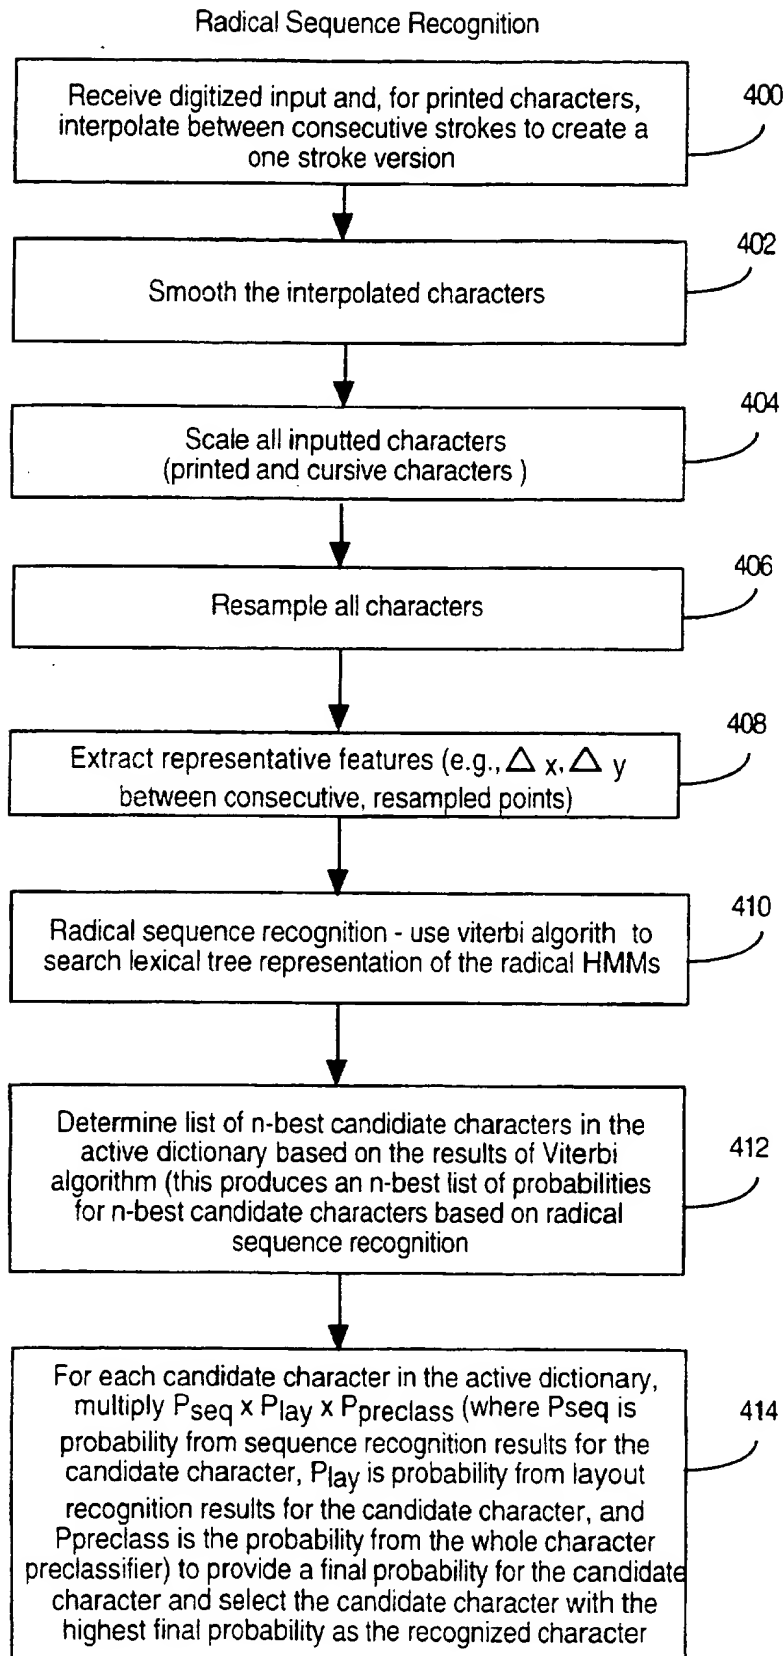 Radical Sequence Recognition
Receive digitized input and, for printed characters,
interpolate between consecutive strokes to create a
one stroke version
400
Smooth the interpolated characters
402
Scale all inputted characters
(printed and cursive characters )
404
Resample all characters
406
Extract representative features (e.g., Δ x, Δ y
between consecutive, resampled points)
408
Radical sequence recognition - use viterbi algorith to
search lexical tree representation of the radical HMMs
410
Determine list of n-best candidiate characters in the
active dictionary based on the results of Viterbi
algorithm (this produces an n-best list of probabilities
for n-best candidate characters based on radical
sequence recognition
412
For each candidate character in the active dictionary,
multiply Pseq x Play x Ppreclass (where Pseq is
probability from sequence recognition results for the
candidate character, Play is probability from layout
recognition results for the candidate character, and
Ppreclass is the probability from the whole character
preclassifier) to provide a final probability for the candidate
character and select the candidate character with the
highest final probability as the recognized character
414